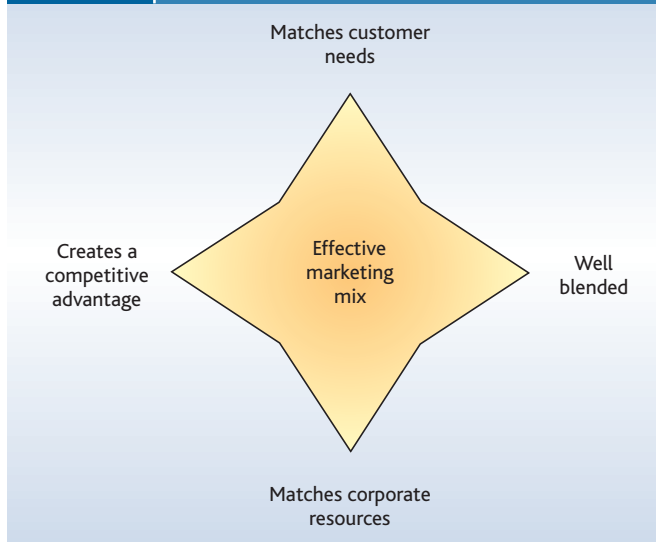 Matches customer
needs
Creates a
competitive
advantage
Effective
marketing
mix
Well
blended
Matches corporate
resources